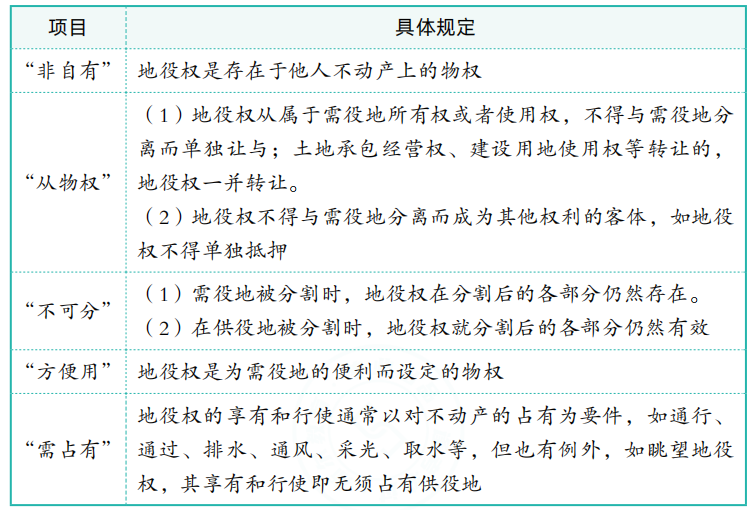 项目 具体规定
“非自有” 地役权是存在于他人不动产上的物权
（1）地役权从属于需役地所有权或者使用权，不得与需役地分
离而单独让与；土地承包经营权、建设用地使用权等转让的，
“从物权” 地役权一并转让。
（2）地役权不得与需役地分离而成为其他权利的客体，如地役
权不得单独抵押
“不可分” （1）需役地被分割时，地役权在分割后的各部分仍然存在。
（2）在供役地被分割时，地役权就分割后的各部分仍然有效
“方便用” 地役权是为需役地的便利而设定的物权
地役权的享有和行使通常以对不动产的占有为要件，如通行、
“需占有” 通过、排水、通风、采光、取水等，但也有例外，如眺望地役
权，其享有和行使即无须占有供役地